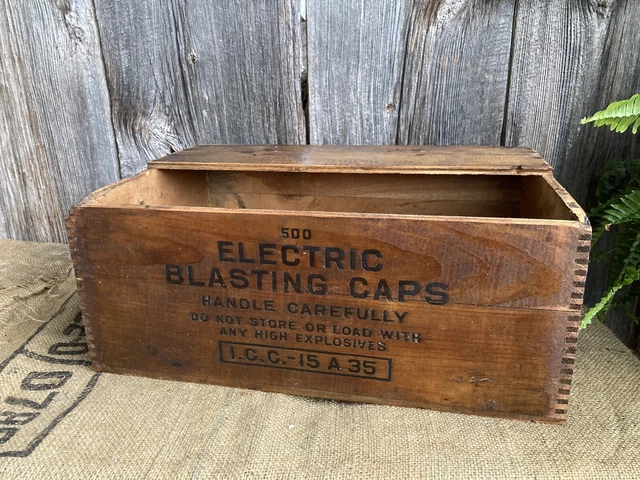 500
ELECTRIC
BLASTING CAPS
HANDLE CAREFULLY
DO NOT STORE OR LOAD WITH
ANY HIGH EXPLOSIVES
I.C.C.-15 A 35